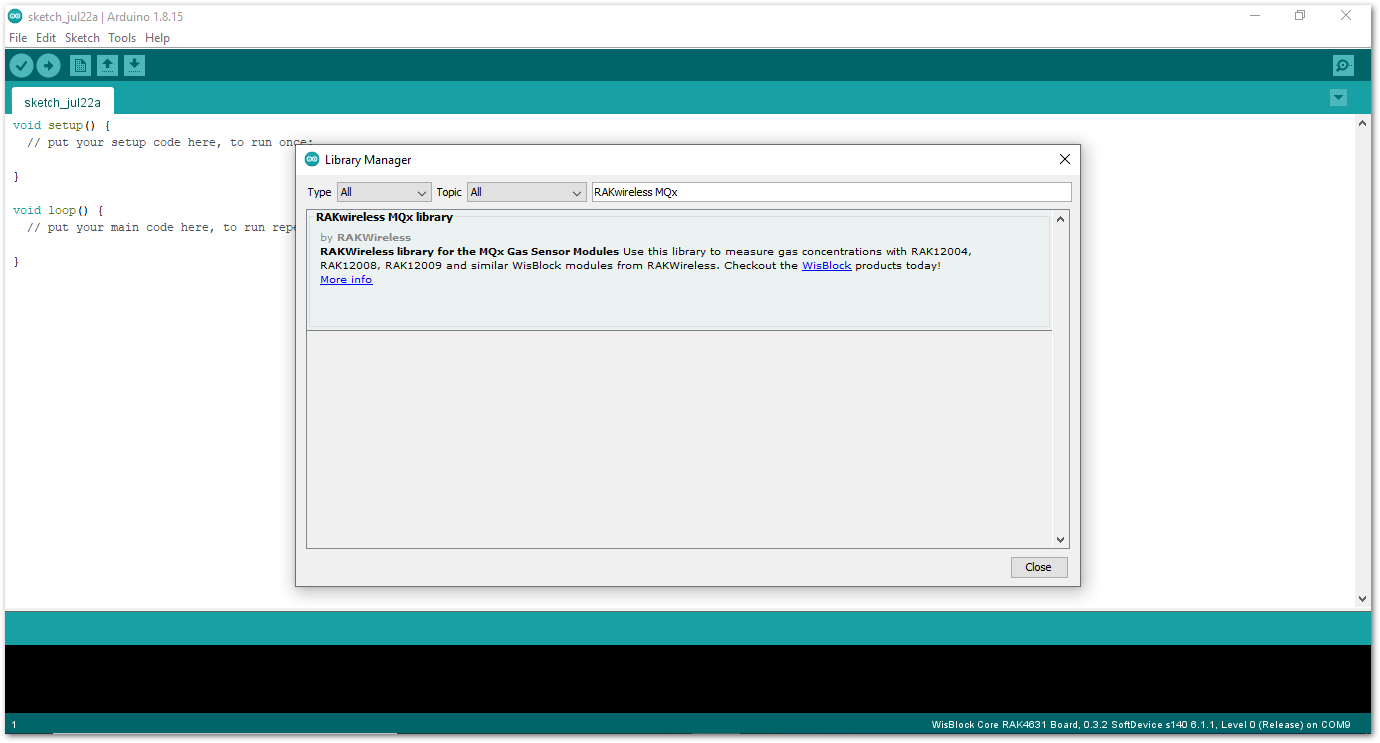 sketch_jul22a | Arduino 1.8.15
File Edit Sketch Tools Help
sketch_jul22a
void setup() {
// put your setup code here, to run once:
}
void loop() {
// put your main code here, to run repe
}
Library Manager
Type All Topic All RAKwireless MQx
RAKwireless MQx library
by RAKWireless
RAKWireless library for the MQx Gas Sensor Modules Use this library to measure gas concentrations with RAK12004,
RAK12008, RAK12009 and similar WisBlock modules from RAKWireless. Checkout the WisBlock products today!
More info
Close
1 WisBlock Core RAK4631 Board, 0.3.2 SoftDevice s140 6.1.1, Level 0 (Release) on COM9